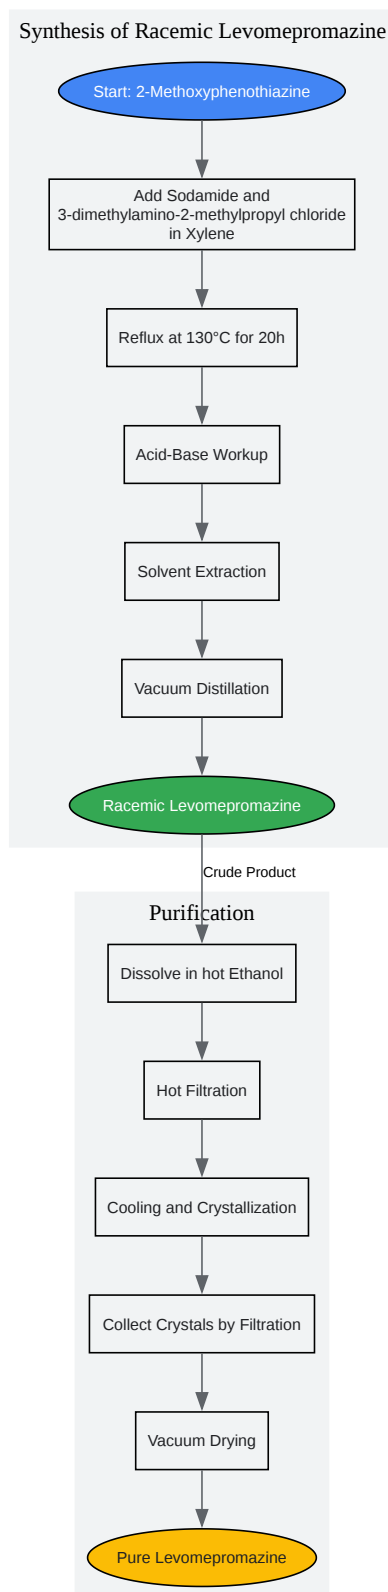 Synthesis of Racemic Levomepromazine
Start: 2-Methoxyphenothiazine
Add Sodamide and
3-dimethylamino-2-methylpropyl chloride
in Xylene
Reflux at 130°C for 20h
Acid-Base Workup
Solvent Extraction
Vacuum Distillation
Racemic Levomepromazine
Crude Product
Purification
Dissolve in hot Ethanol
Hot Filtration
Cooling and Crystallization
Collect Crystals by Filtration
Vacuum Drying
Pure Levomepromazine